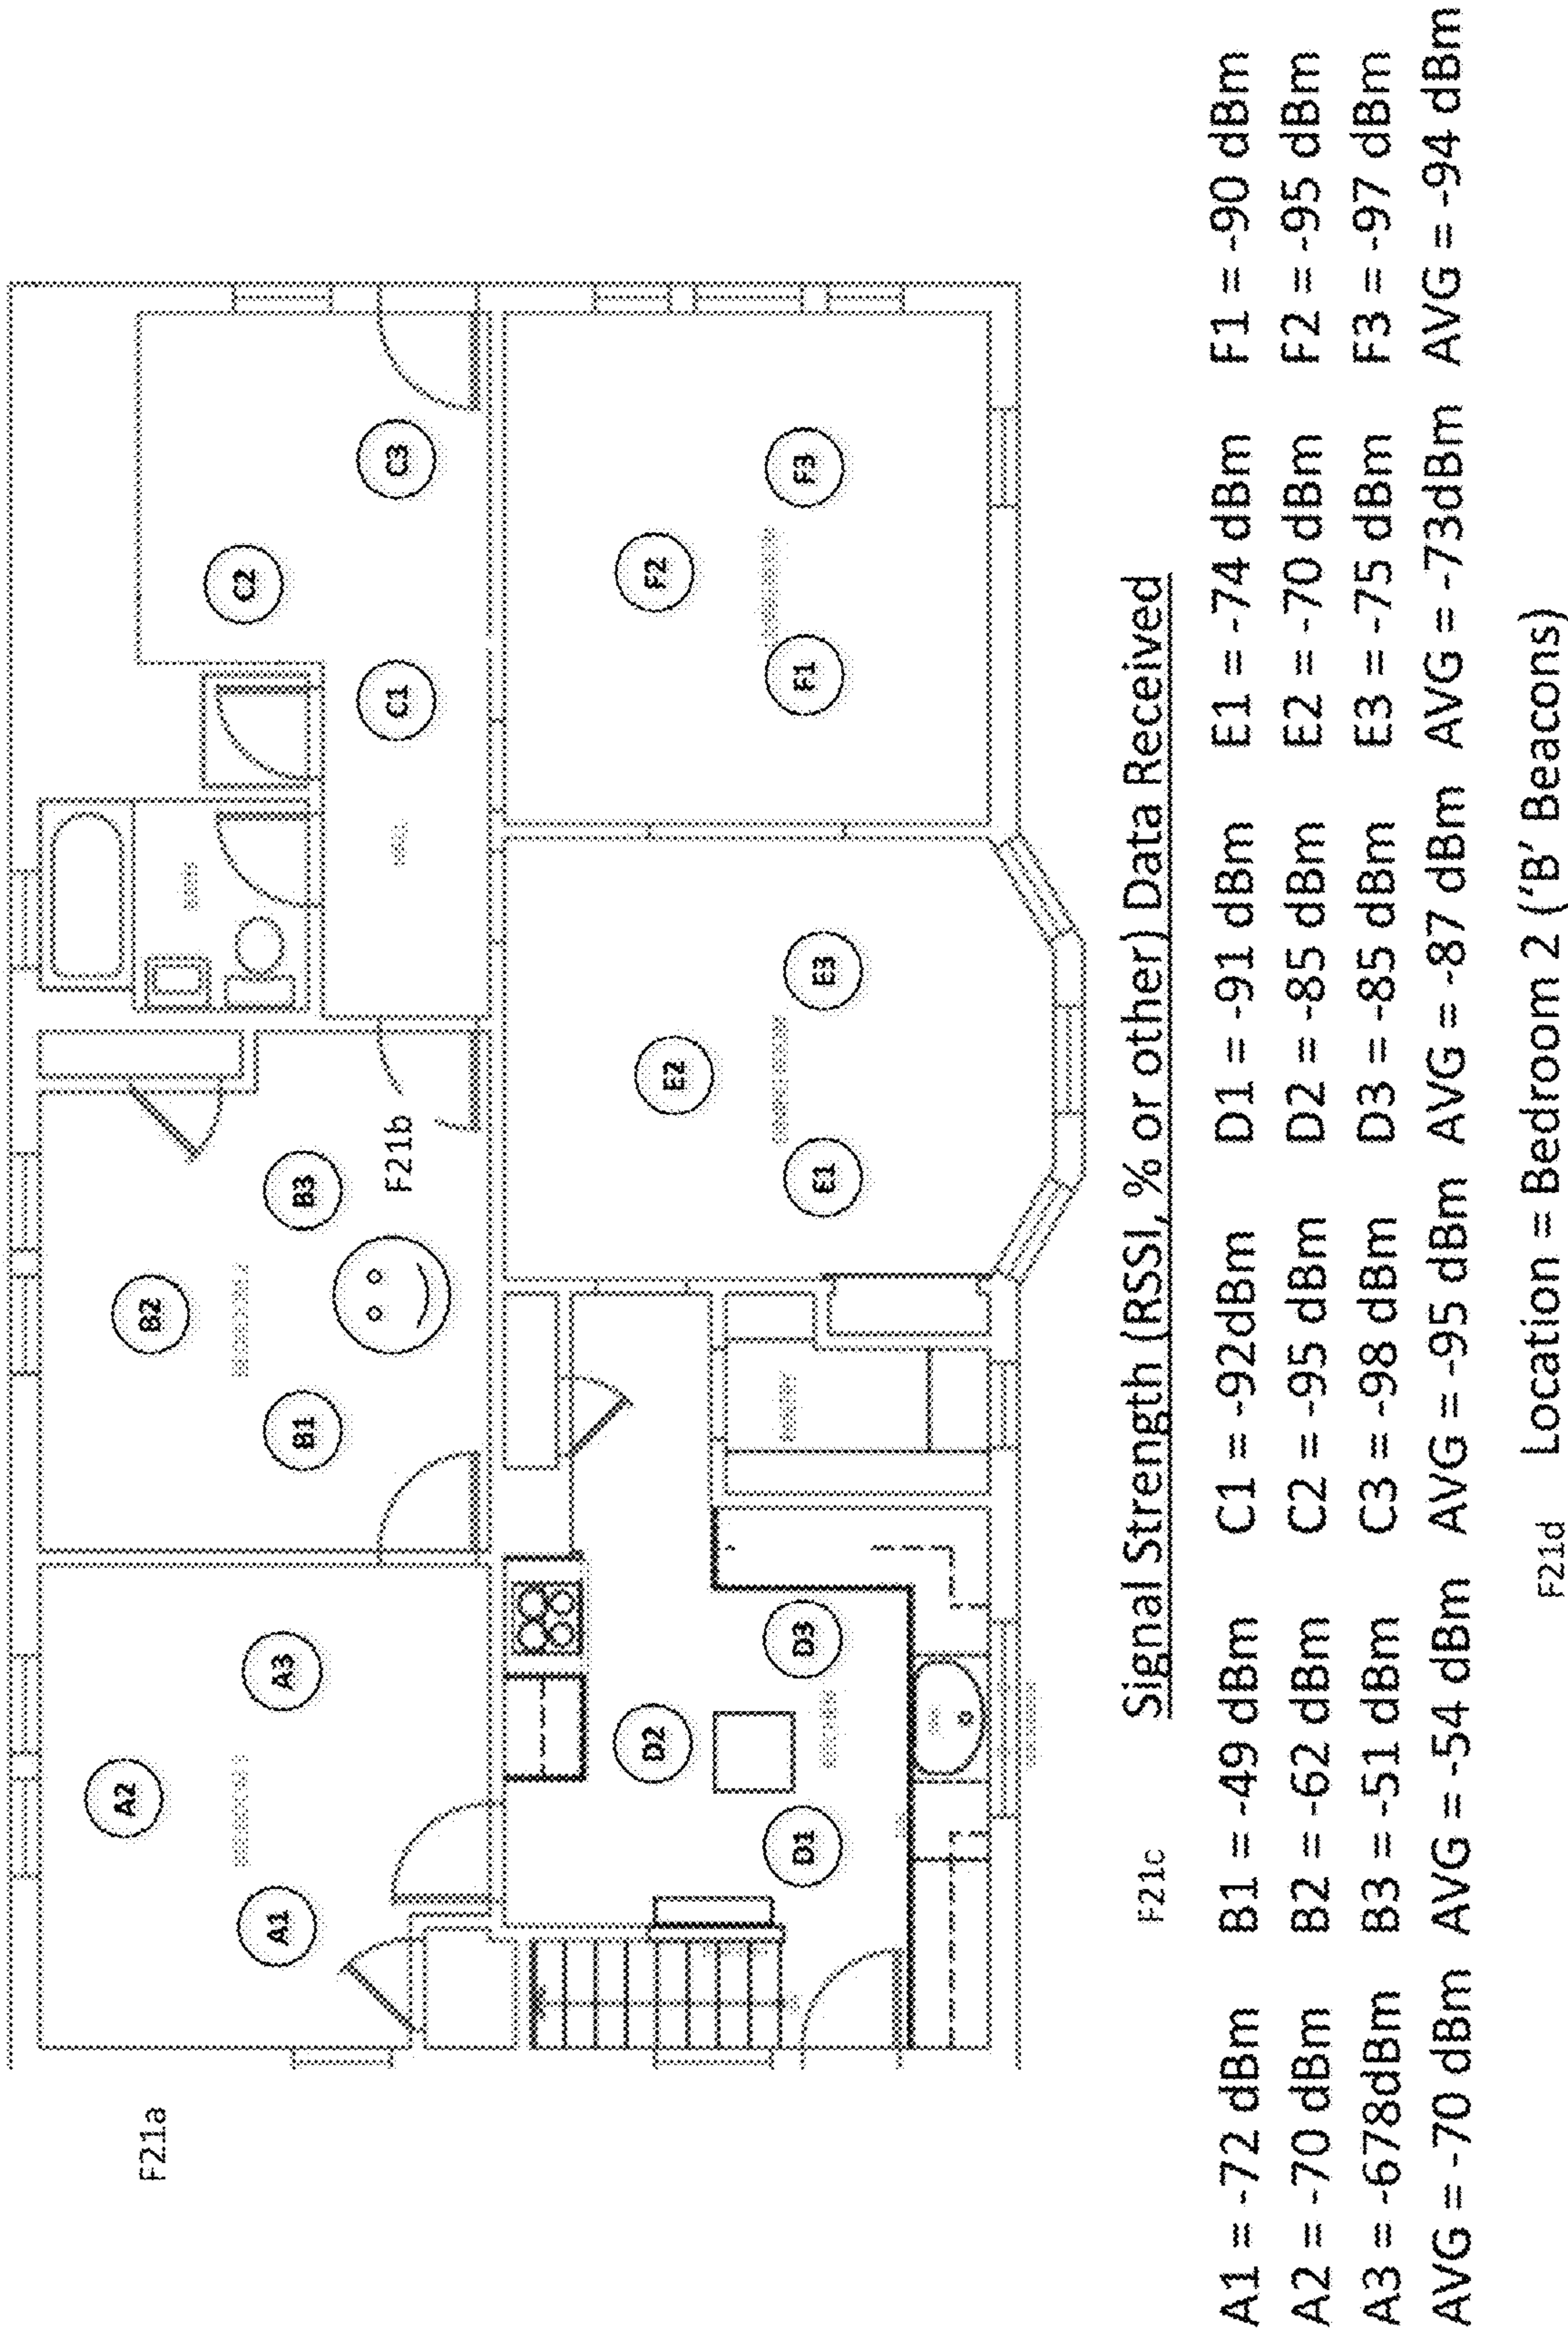 F21a
A1
A2
A3
B1
B2
B3
F21b
C1
C2
C3
D1
D2
D3
E1
E2
E3
F1
F2
F3
F21c
Signal Strength (RSSI, % or other) Data Received
A1 = -72 dBm B1 = -49 dBm C1 = -92dBm D1 = -91 dBm E1 = -74 dBm F1 = -90 dBm
A2 = -70 dBm B2 = -62 dBm C2 = -95 dBm D2 = -85 dBm E2 = -70 dBm F2 = -95 dBm
A3 = -678dBm B3 = -51 dBm C3 = -98 dBm D3 = -85 dBm E3 = -75 dBm F3 = -97 dBm
AVG = -70 dBm AVG = -54 dBm AVG = -95 dBm AVG = -87 dBm AVG = -73dBm AVG = -94 dBm
F21d Location = Bedroom 2 ('B' Beacons)